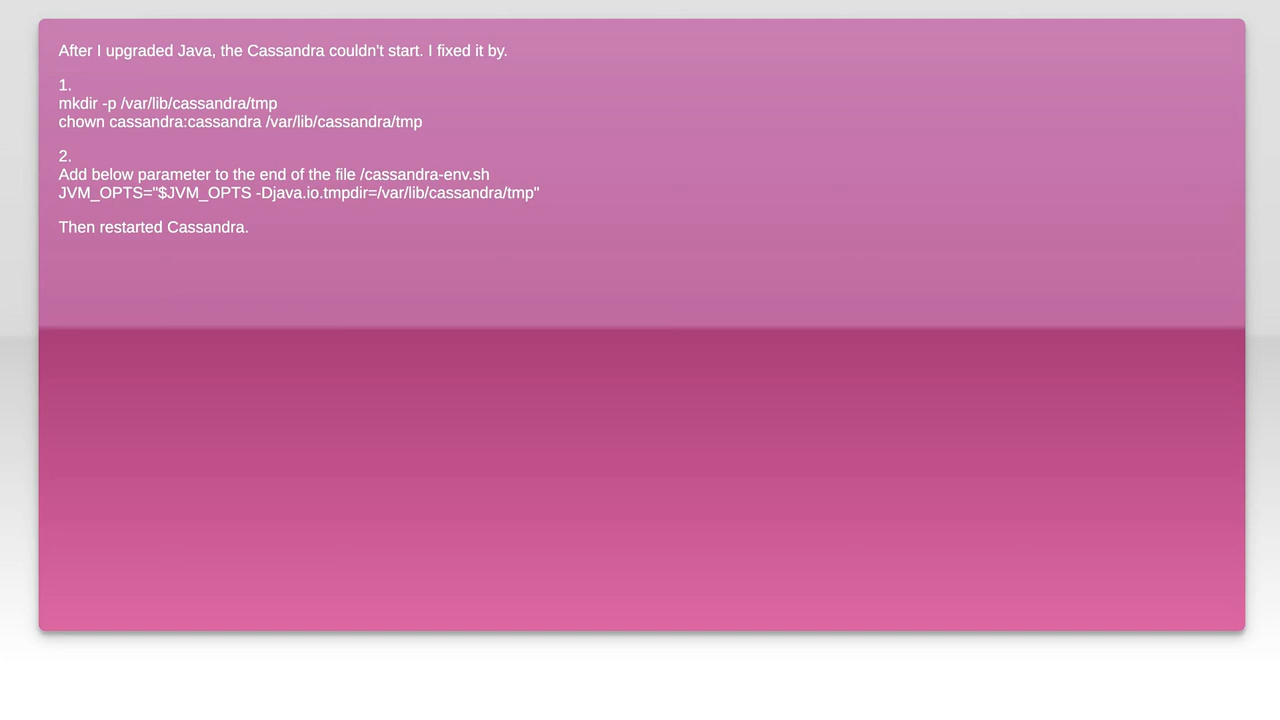 After I upgraded Java, the Cassandra couldn't start. I fixed it by.
1.
mkdir -p /var/lib/cassandra/tmp
chown cassandra:cassandra /var/lib/cassandra/tmp
2.
Add below parameter to the end of the file /cassandra-env.sh
JVM_OPTS="$JVM_OPTS -Djava.io.tmpdir=/var/lib/cassandra/tmp"
Then restarted Cassandra.